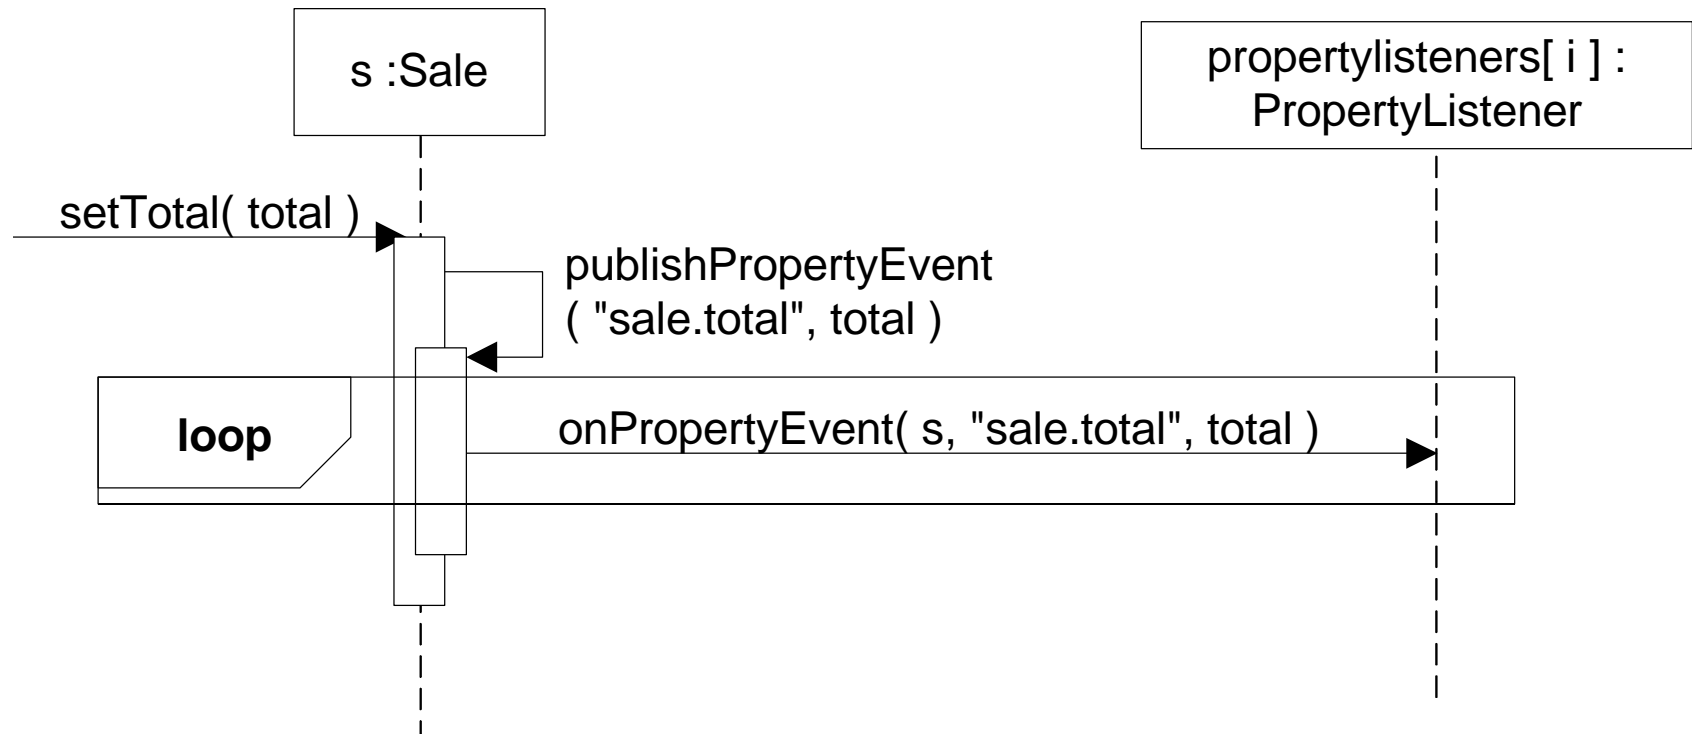 s :Sale
propertylisteners[ i ] :
PropertyListener
setTotal( total )
publishPropertyEvent
( "sale.total", total )
loop
onPropertyEvent( s, "sale.total", total )